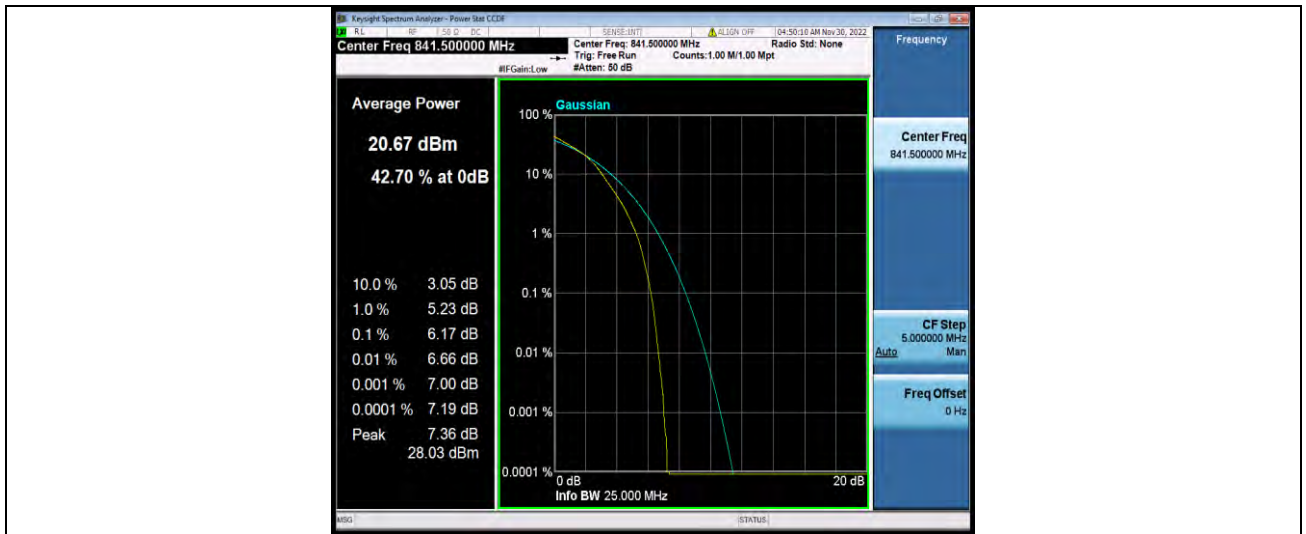 Keysight Spectrum Analyzer - Power Stat CCDF
RL RF 50 Ω DC SENSE:INT ALIGN OFF 04:50:10 AM Nov 30, 2022
Center Freq 841.500000 MHz
Center Freq: 841.500000 MHz Radio Std: None
Trig: Free Run Counts:1.00 M/1.00 Mpt
#IFGain:Low #Atten: 50 dB
Frequency
Average Power
20.67 dBm
42.70 % at 0dB
10.0 % 3.05 dB
1.0 % 5.23 dB
0.1 % 6.17 dB
0.01 % 6.66 dB
0.001 % 7.00 dB
0.0001 % 7.19 dB
Peak 7.36 dB
28.03 dBm
Gaussian
100 %
10 %
1 %
0.1 %
0.01 %
0.001 %
0.0001 %
0 dB 20 dB
Info BW 25.000 MHz
Center Freq
841.500000 MHz
CF Step
5.000000 MHz
Auto Man
Freq Offset
0 Hz
MSG STATUS